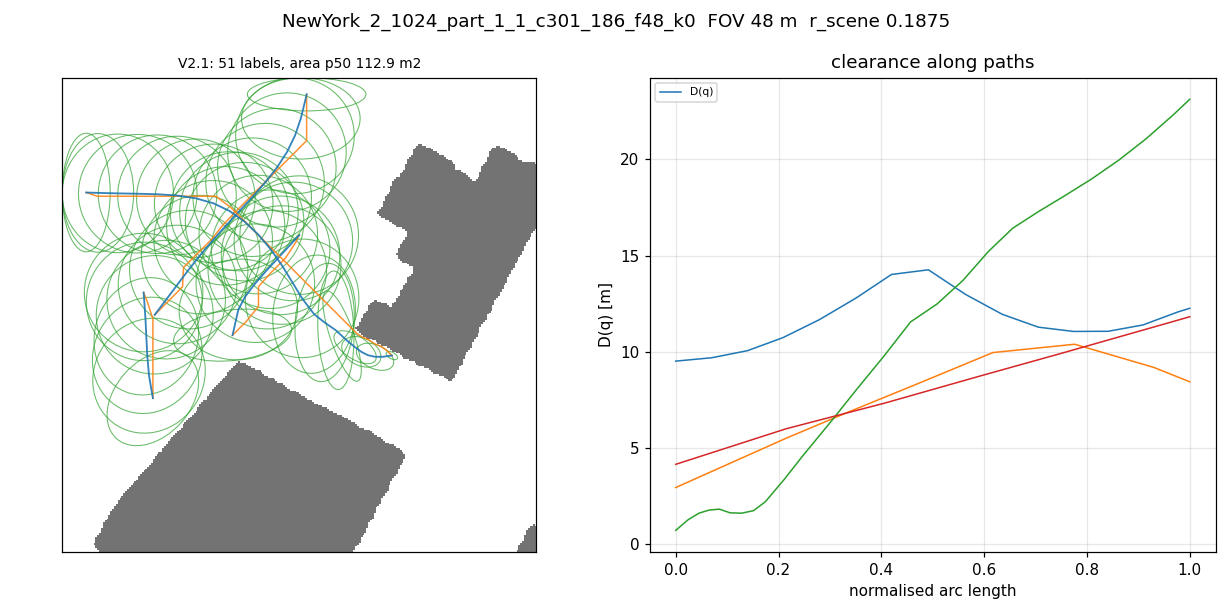 NewYork_2_1024_part_1_1_c301_186_f48_k0 FOV 48 m r_scene 0.1875
V2.1: 51 labels, area p50 112.9 m2
clearance along paths
D(q)
D(q) [m]
20
15
10
5
0
0.0 0.2 0.4 0.6 0.8 1.0
normalised arc length